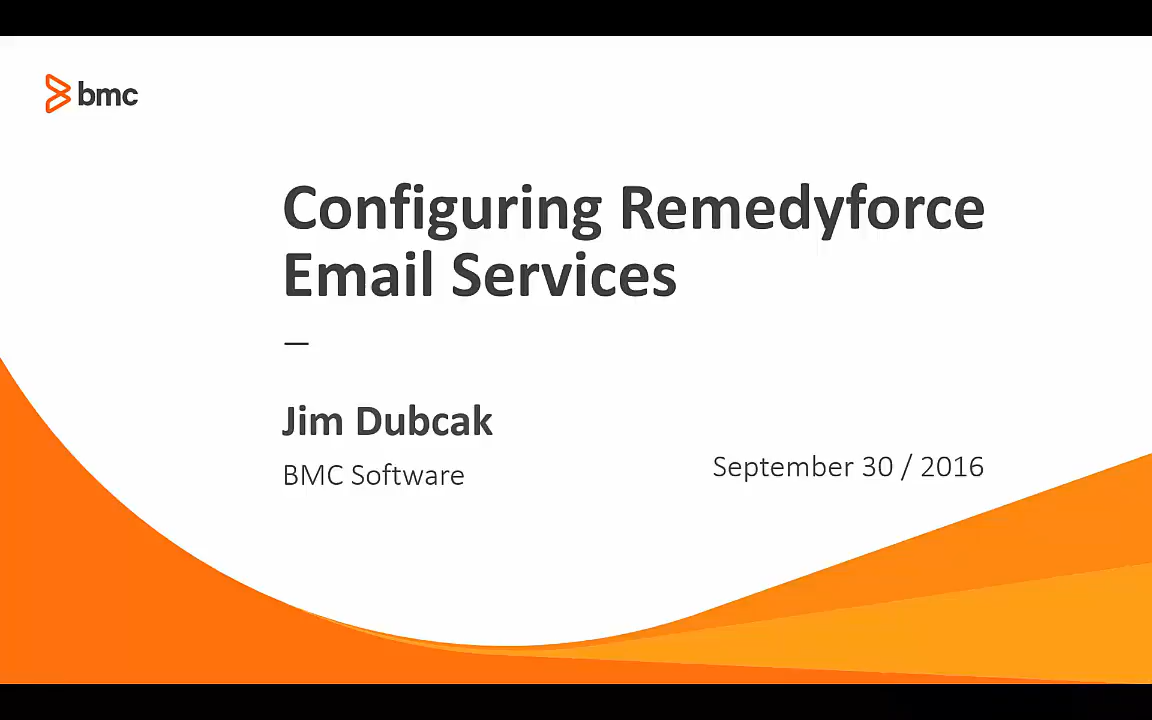 bmc
Configuring Remedyforce
Email Services
—
Jim Dubcak
BMC Software
September 30 / 2016